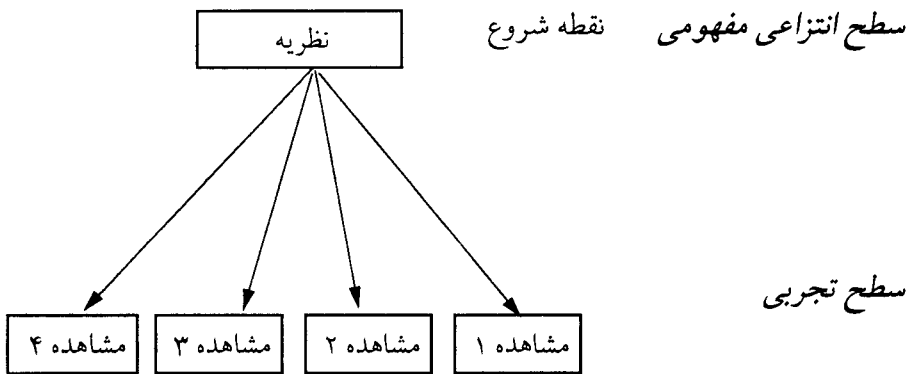 سطح انتزاعی مفهومی نقطه شروع نظریه
سطح تجربی
مشاهده ۱ مشاهده ۲ مشاهده ۳ مشاهده ۴